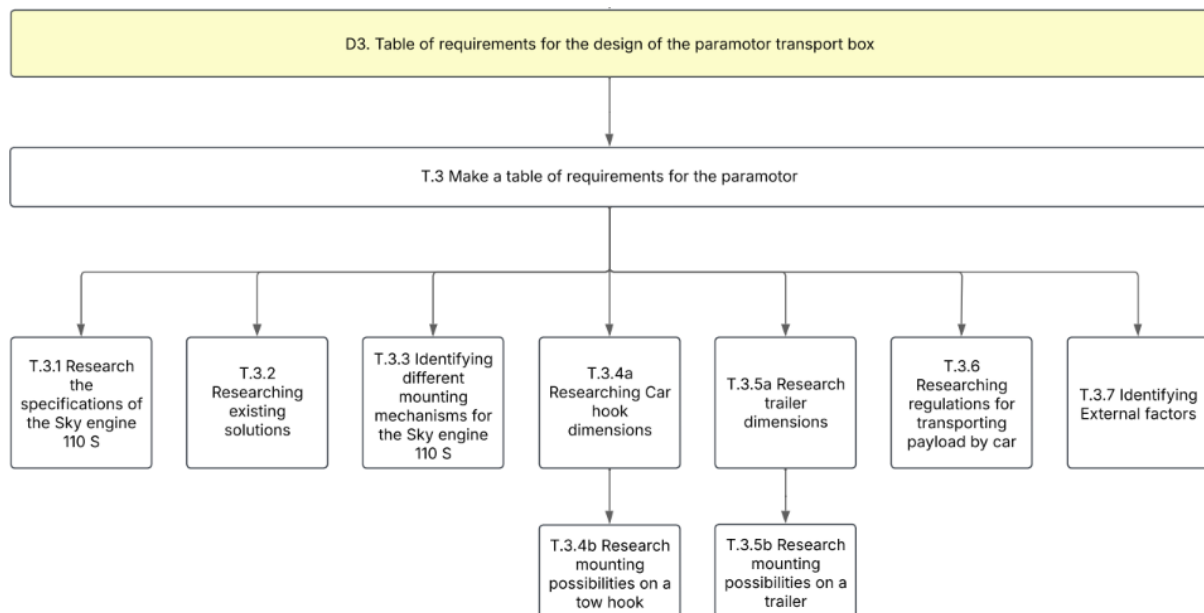 D3. Table of requirements for the design of the paramotor transport box
T.3 Make a table of requirements for the paramotor
T.3.1 Research
the
specifications of
the Sky engine
110 S
T.3.2
Researching
existing
solutions
T.3.3 Identifying
different
mounting
mechanisms for
the Sky engine
110 S
T.3.4a
Researching Car
hook
dimensions
T.3.5a Research
trailer
dimensions
T.3.6
Researching
regulations for
transporting
payload by car
T.3.7 Identifying
External factors
T.3.4b Research
mounting
possibilities on a
tow hook
T.3.5b Research
mounting
possibilities on a
trailer